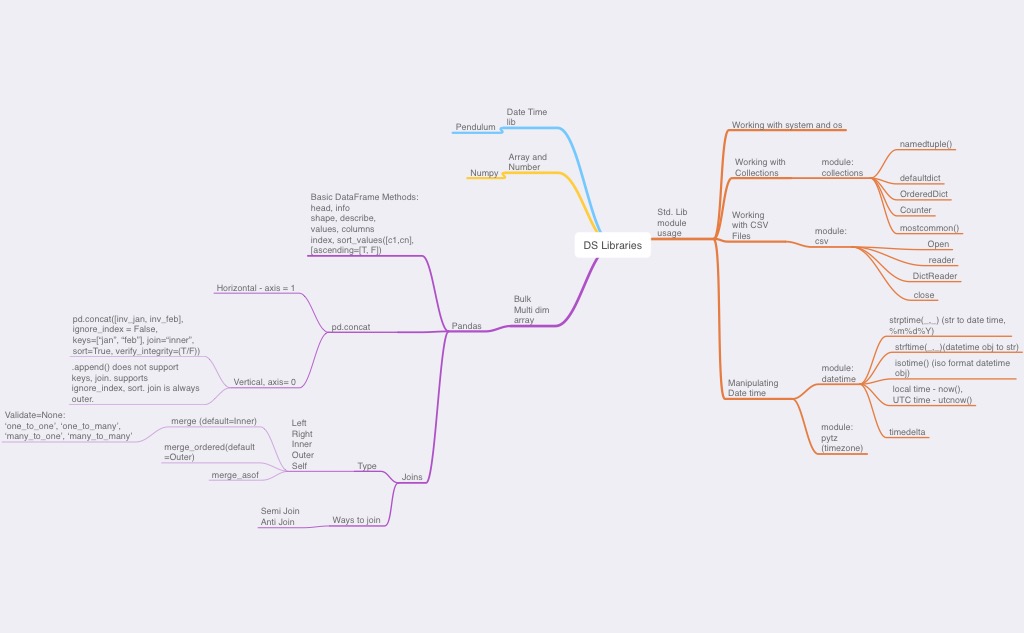 DS Libraries
Date Time
lib
Pendulum
Array and
Number
Numpy
Bulk
Multi dim
array
Pandas
Basic DataFrame Methods:
head, info
shape, describe,
values, columns
index, sort_values([c1,cn],
[ascending=[T, F])
pd.concat
Horizontal - axis = 1
Vertical, axis= 0
pd.concat([inv_jan, inv_feb],
ignore_index = False,
keys=["jan", "feb"], join="inner",
sort=True, verify_integrity=(T/F))
.append() does not support
keys, join. supports
ignore_index, sort. join is always
outer.
Joins
Type
Left
Right
Inner
Outer
Self
merge (default=Inner)
Validate=None:
‘one_to_one’, ‘one_to_many’,
‘many_to_one’, ‘many_to_many’
merge_ordered(default
=Outer)
merge_asof
Ways to join
Semi Join
Anti Join
Std. Lib
module
usage
Working with system and os
Working with
Collections
module:
collections
namedtuple()
defaultdict
OrderedDict
Counter
mostcommon()
Working
with CSV
Files
module:
csv
Open
reader
DictReader
close
Manipulating
Date time
module:
datetime
strptime(_,_) (str to date time,
%m%d%Y)
strftime(_,_)(datetime obj to str)
isotime() (iso format datetime
obj)
local time - now(),
UTC time - utcnow()
timedelta
module:
pytz
(timezone)